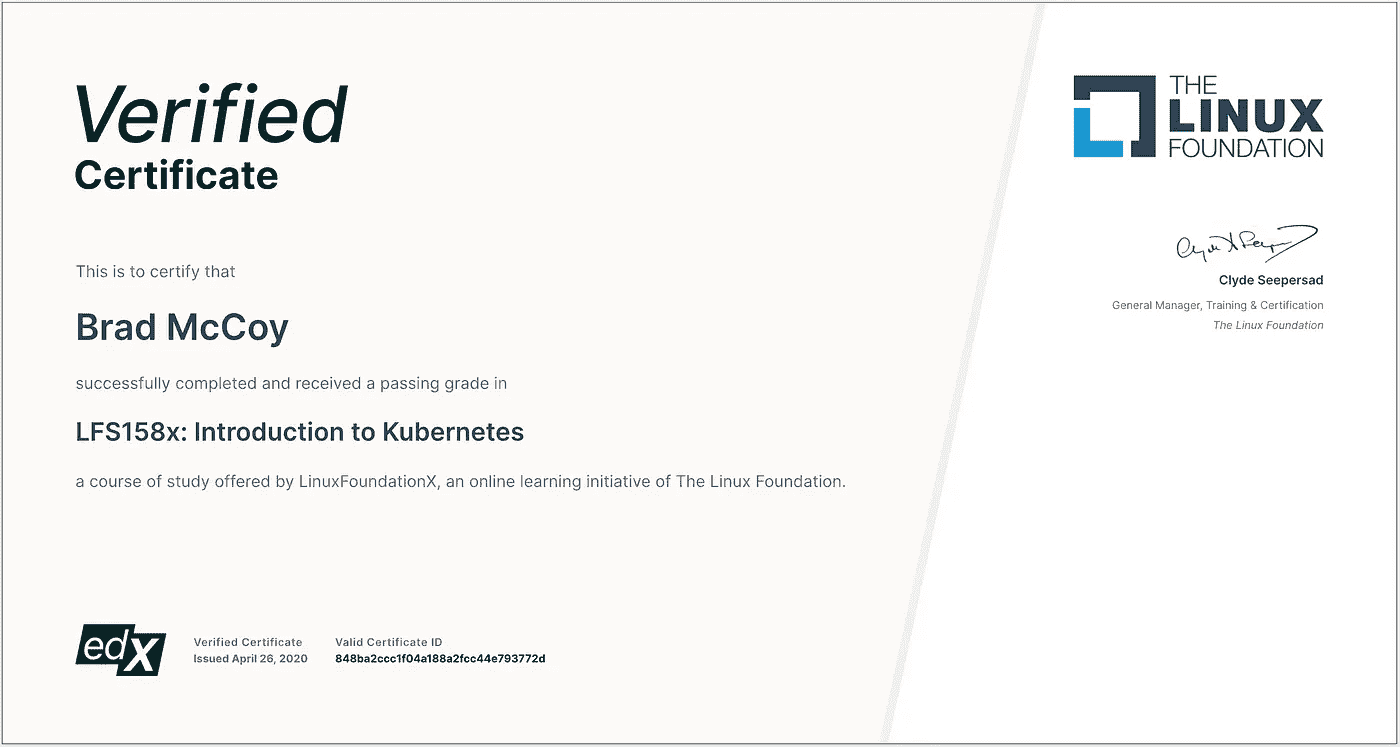 Verified
Certificate
This is to certify that
Brad McCoy
successfully completed and received a passing grade in
LFS158x: Introduction to Kubernetes
a course of study offered by LinuxFoundationX, an online learning initiative of The Linux Foundation.
edX
Verified Certificate
Issued April 26, 2020
Valid Certificate ID
848ba2ccc1f04a188a2fcc44e793772d
THE
LINUX
FOUNDATION
Clyde Seepersad
General Manager, Training & Certification
The Linux Foundation